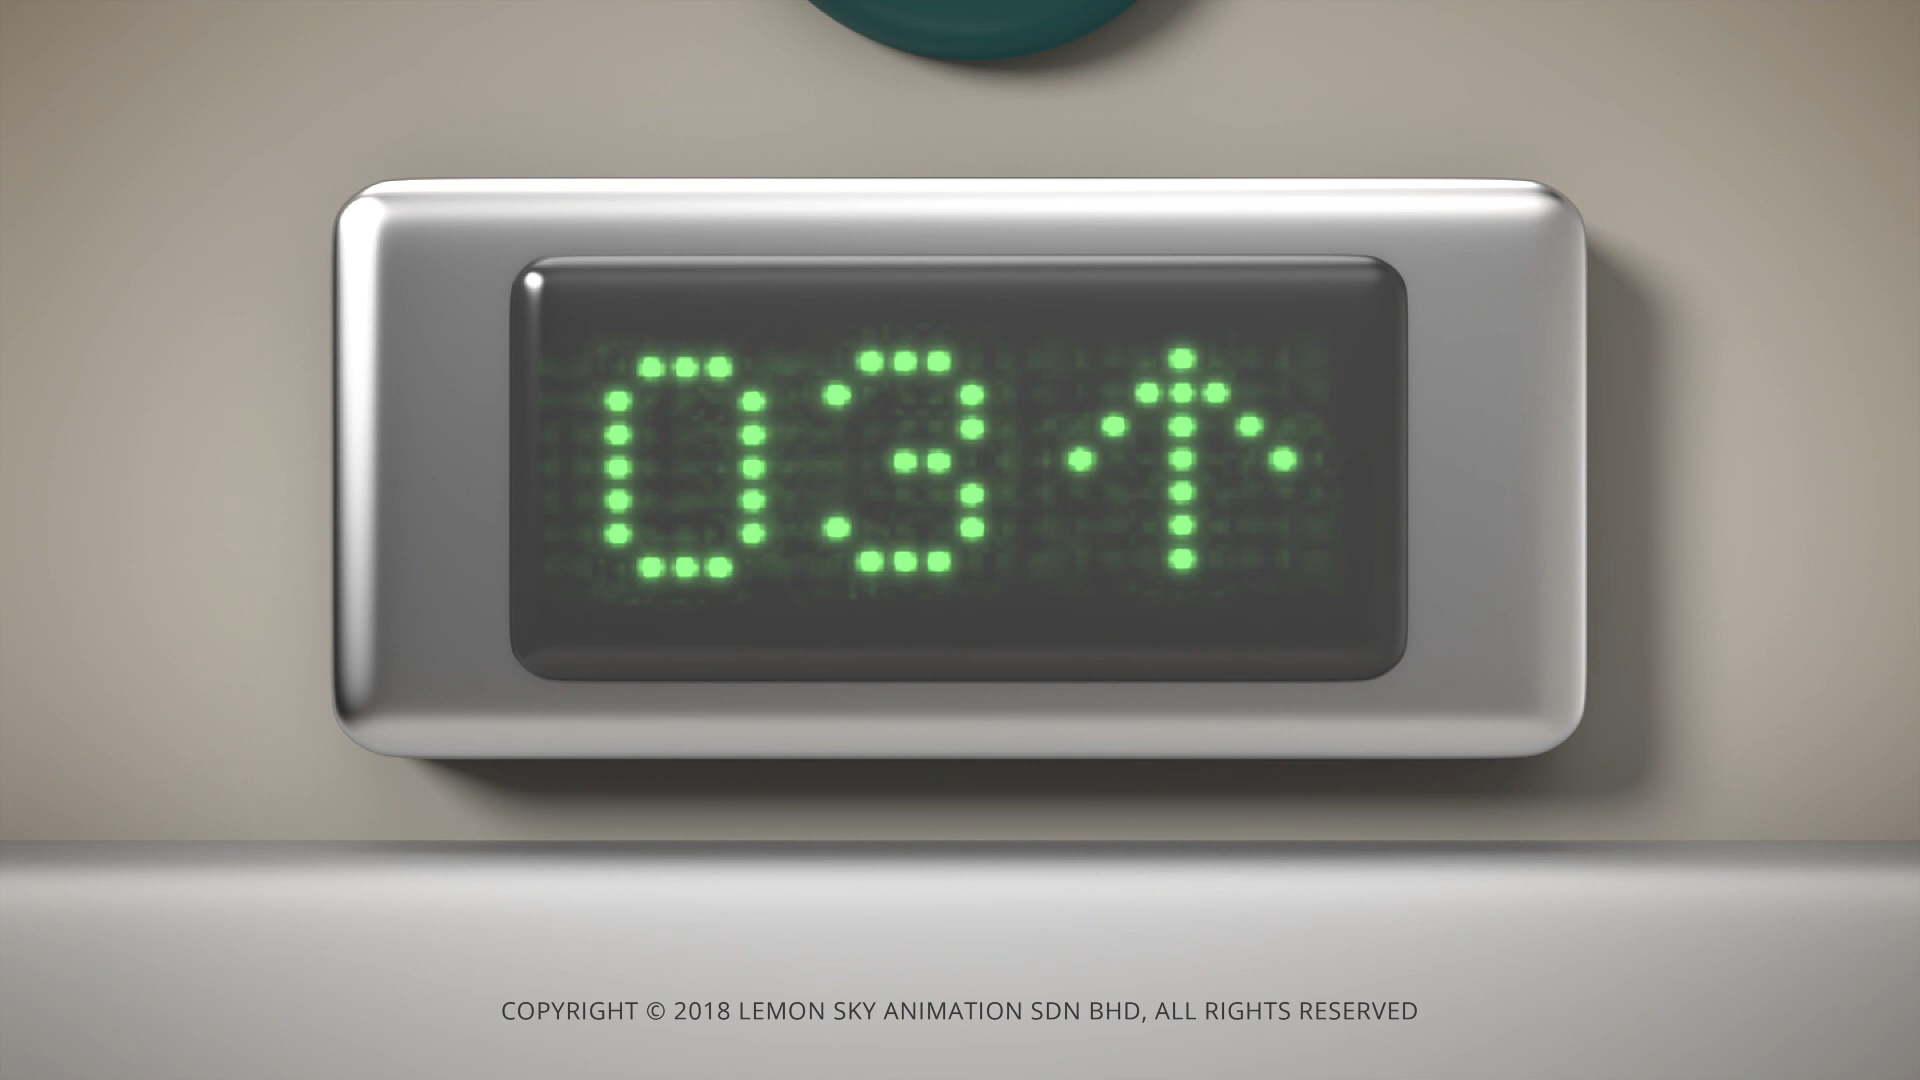 03↑
COPYRIGHT © 2018 LEMON SKY ANIMATION SDN BHD, ALL RIGHTS RESERVED